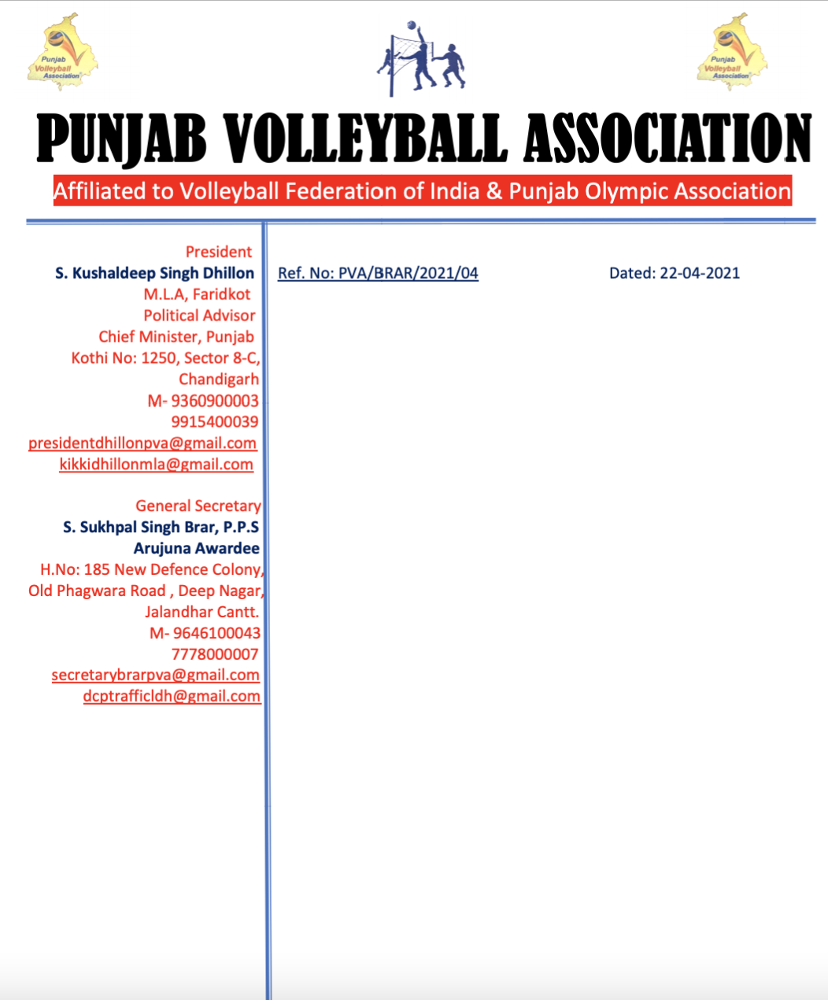 Punjab
Volleyball
Association
Punjab
Volleyball
Association
PUNJAB VOLLEYBALL ASSOCIATION
Affiliated to Volleyball Federation of India & Punjab Olympic Association
President
S. Kushaldeep Singh Dhillon
M.L.A, Faridkot
Political Advisor
Chief Minister, Punjab
Kothi No: 1250, Sector 8-C,
Chandigarh
M- 9360900003
9915400039
presidentdhillonpva@gmail.com
kikkidhillonmla@gmail.com
General Secretary
S. Sukhpal Singh Brar, P.P.S
Arujuna Awardee
H.No: 185 New Defence Colony,
Old Phagwara Road , Deep Nagar,
Jalandhar Cantt.
M- 9646100043
7778000007
secretarybrarpva@gmail.com
dcptrafficldh@gmail.com
Ref. No: PVA/BRAR/2021/04
Dated: 22-04-2021